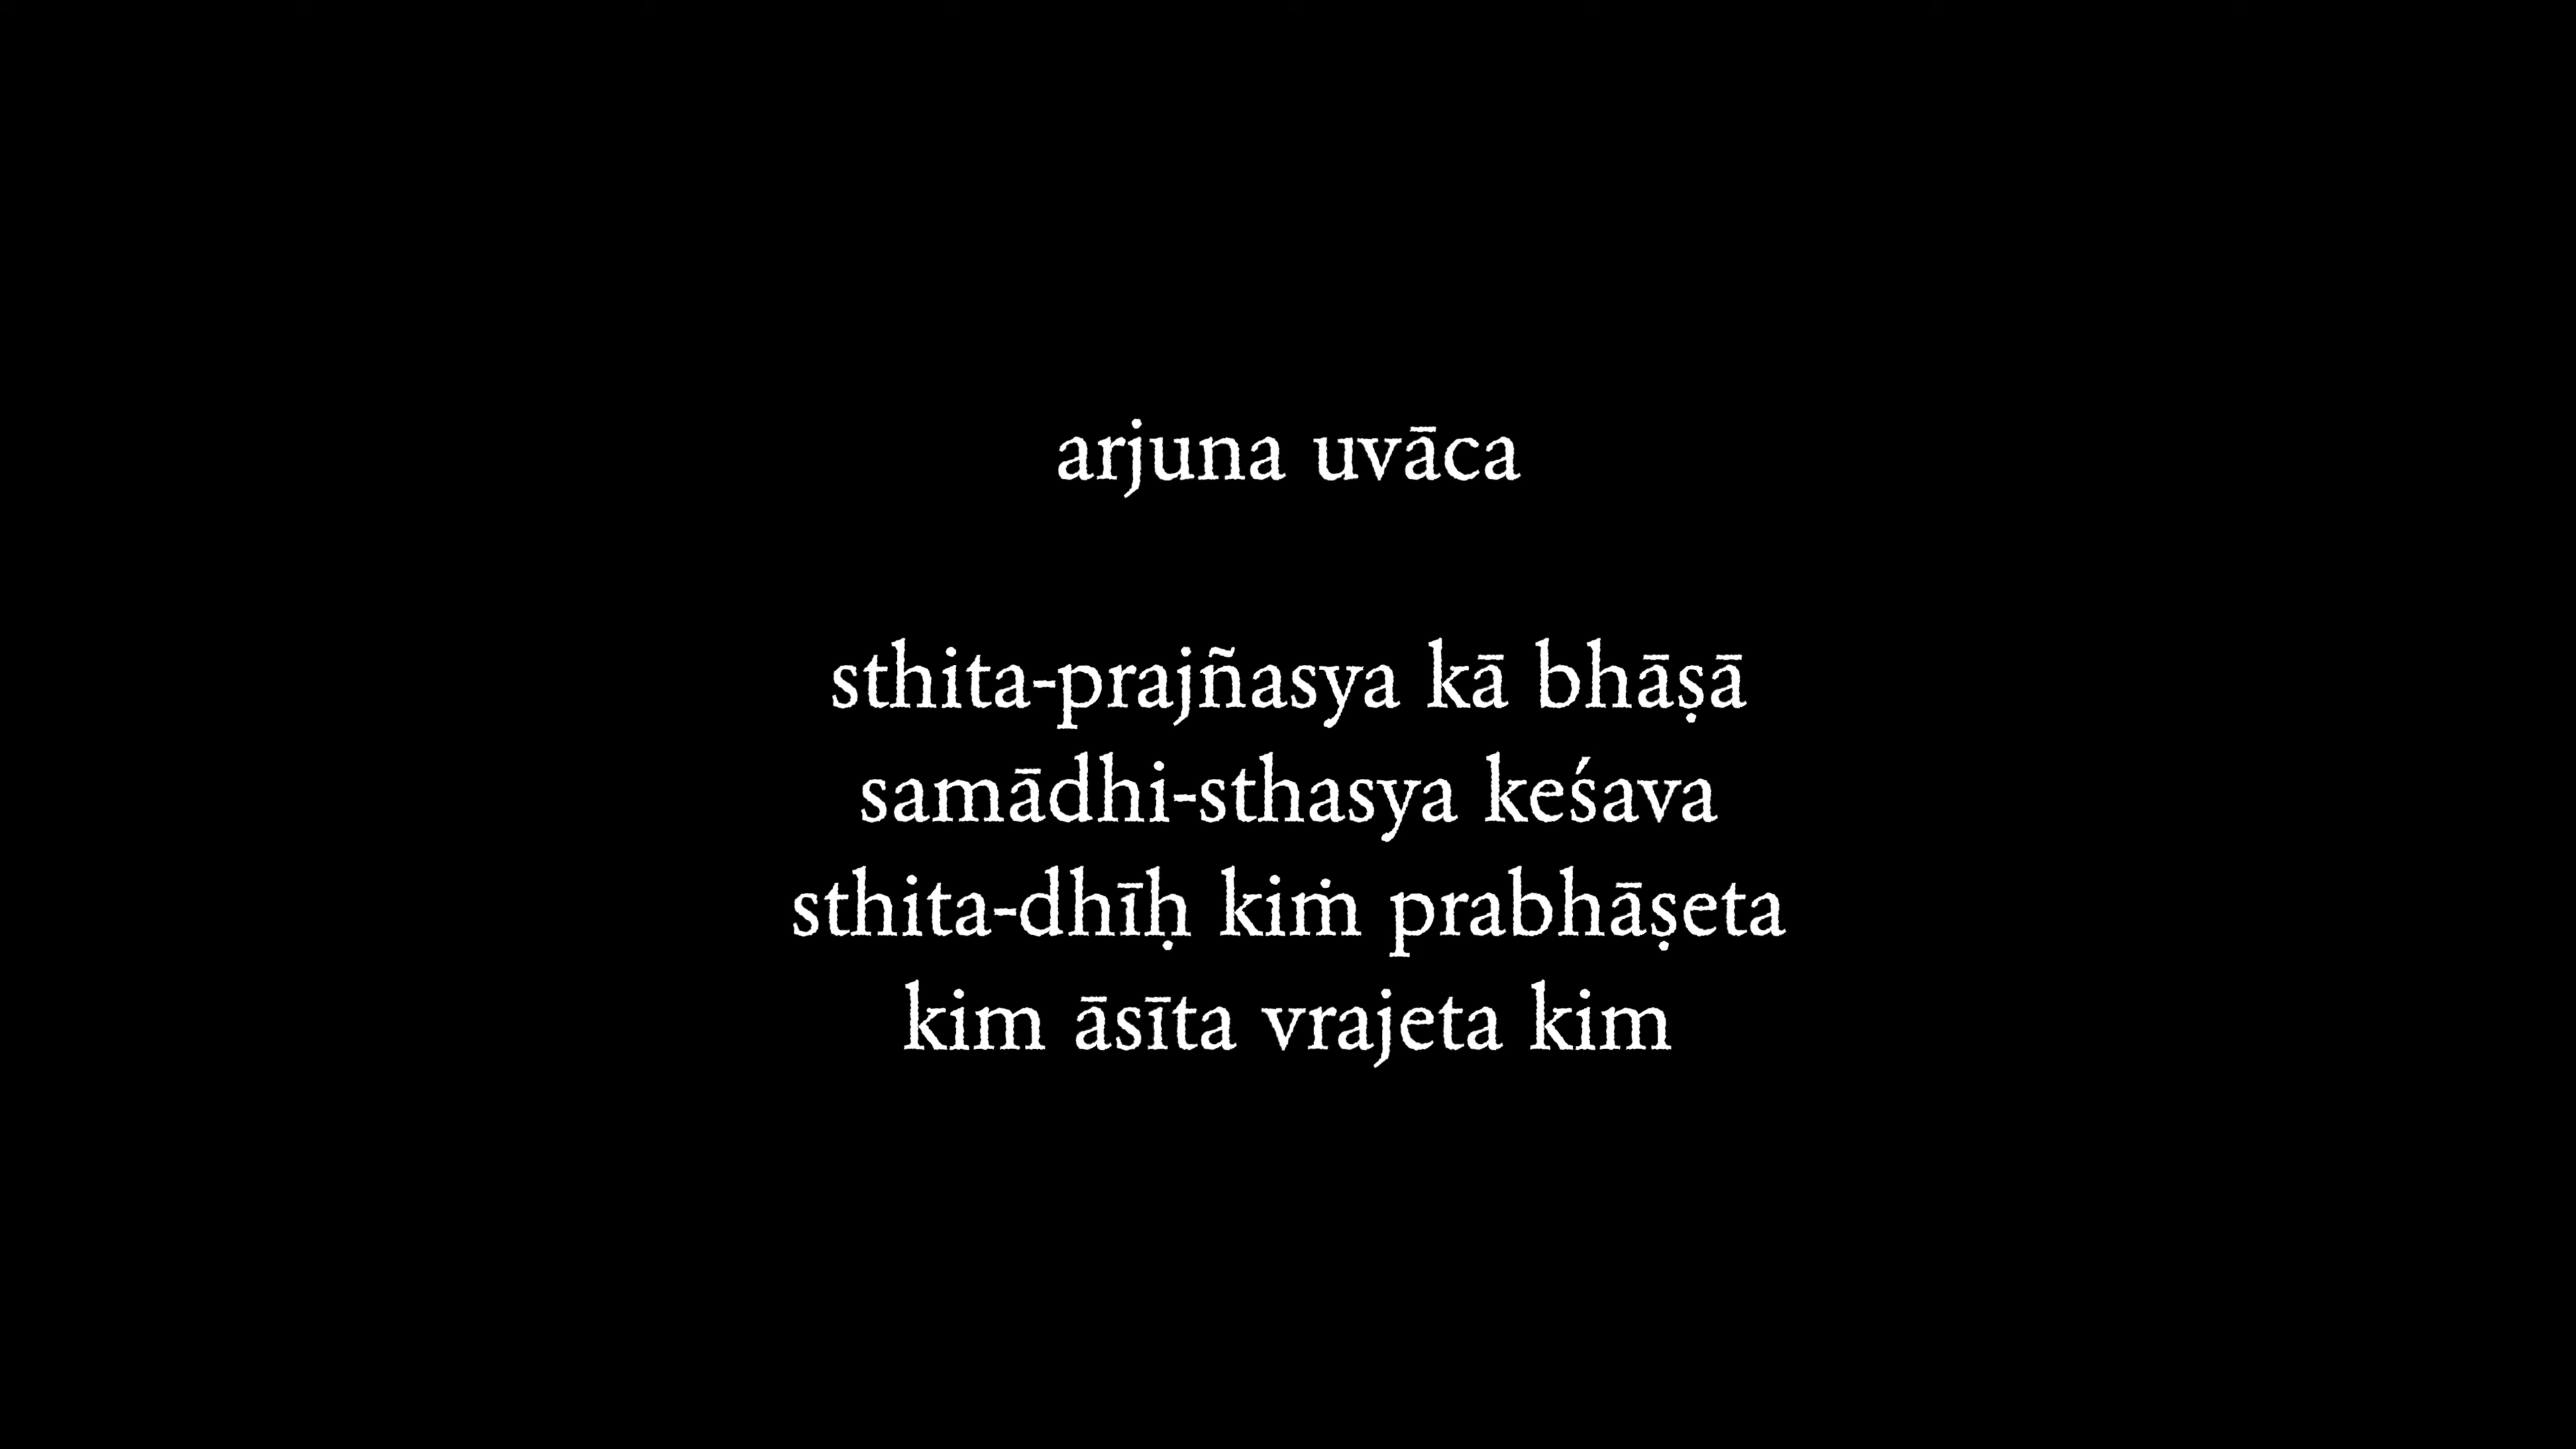 arjuna uvāca
sthita-prajñasya kā bhāṣā
samādhi-sthasya keśava
sthita-dhīḥ kiṁ prabhāṣeta
kim āsīta vrajeta kim